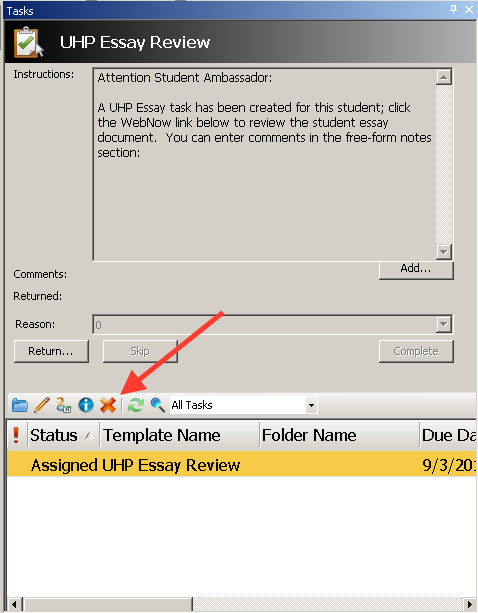 Tasks
UHP Essay Review
Instructions:
Attention Student Ambassador:
A UHP Essay task has been created for this student; click
the WebNow link below to review the student essay
document. You can enter comments in the free-form notes
section:
Comments:
Add...
Returned:
Reason:
0
Return...
Skip
Complete
All Tasks
! Status Template Name Folder Name Due Da
Assigned UHP Essay Review 9/3/201